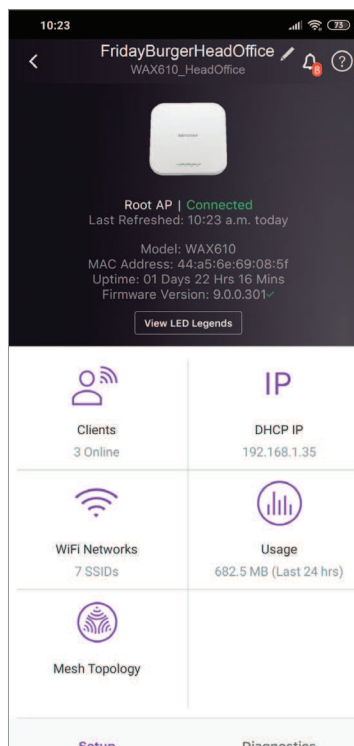 10:23
73
FridayBurgerHeadOffice
WAX610_HeadOffice
8
?
Root AP | Connected
Last Refreshed: 10:23 a.m. today
Model: WAX610
MAC Address: 44:a5:6e:69:08:5f
Uptime: 01 Days 22 Hrs 16 Mins
Firmware Version: 9.0.0.301✓
View LED Legends
IP
Clients
DHCP IP
3 Online
192.168.1.35
WiFi Networks
Usage
7 SSIDs
682.5 MB (Last 24 hrs)
Mesh Topology
Setup
Diagnostics